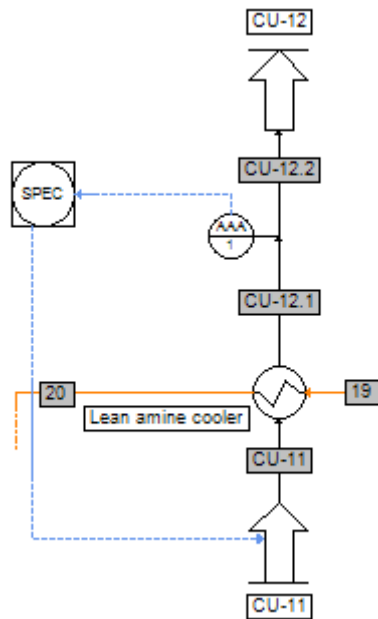 CU-12
CU-12.2
SPEC
AAA
1
CU-12.1
20
19
Lean amine cooler
CU-11
CU-11